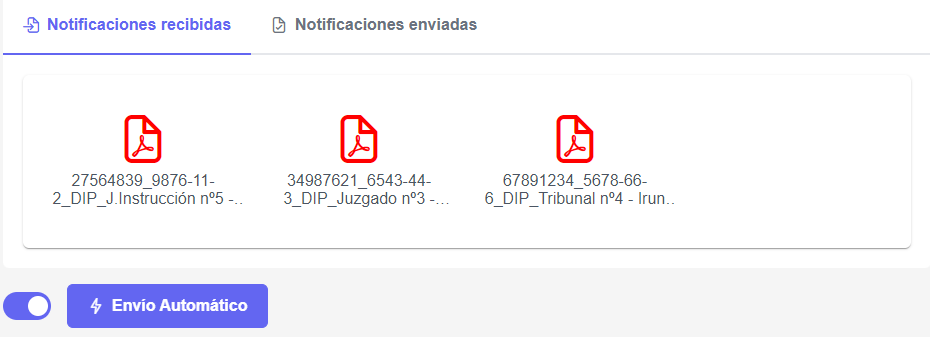 Notificaciones recibidas
Notificaciones enviadas
27564839_9876-11-
2_DIP_J.Instrucción nº5 -..
34987621_6543-44-
3_DIP_Juzgado nº3 -...
67891234_5678-66-
6_DIP_Tribunal nº4 - Irun..
Envío Automático